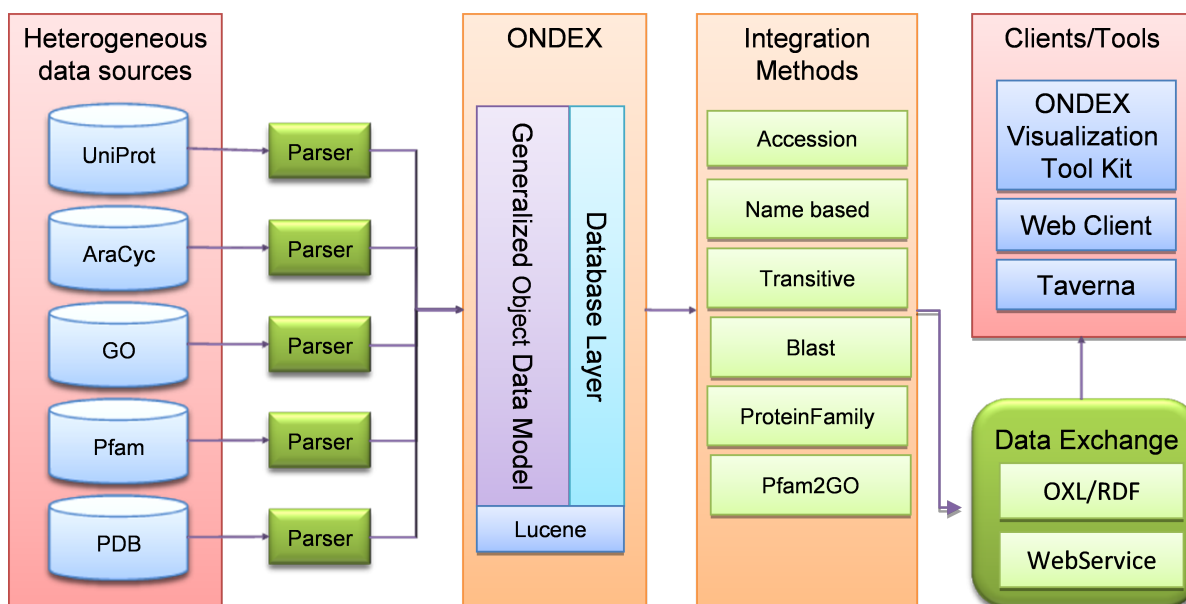 Heterogeneous
data sources
UniProt
AraCyc
GO
Pfam
PDB
Parser
Parser
Parser
Parser
Parser
ONDEX
Generalized Object Data Model
Database Layer
Lucene
Integration
Methods
Accession
Name based
Transitive
Blast
ProteinFamily
Pfam2GO
Clients/Tools
ONDEX
Visualization
Tool Kit
Web Client
Taverna
Data Exchange
OXL/RDF
WebService